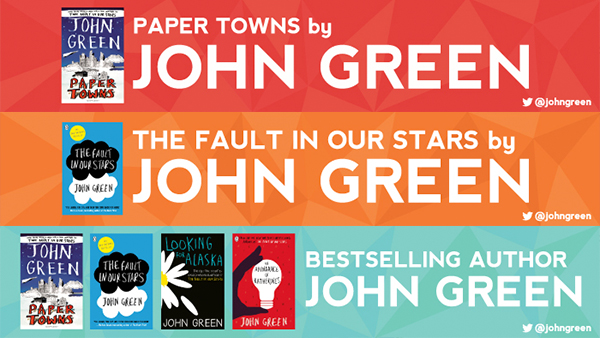 PAPER TOWNS by
JOHN GREEN
@johngreen
JOHN
GREEN
PAPER
TOWNS
THE FAULT IN OUR STARS by
JOHN GREEN
@johngreen
THE FAULT
IN OUR STARS
JOHN GREEN
JOHN
GREEN
PAPER
TOWNS
THE FAULT
IN OUR STARS
JOHN GREEN
LOOKING
FOR ALASKA
JOHN GREEN
AN
ABUNDANCE
OF
KATHERINES
JOHN GREEN
BESTSELLING AUTHOR
JOHN GREEN
@johngreen